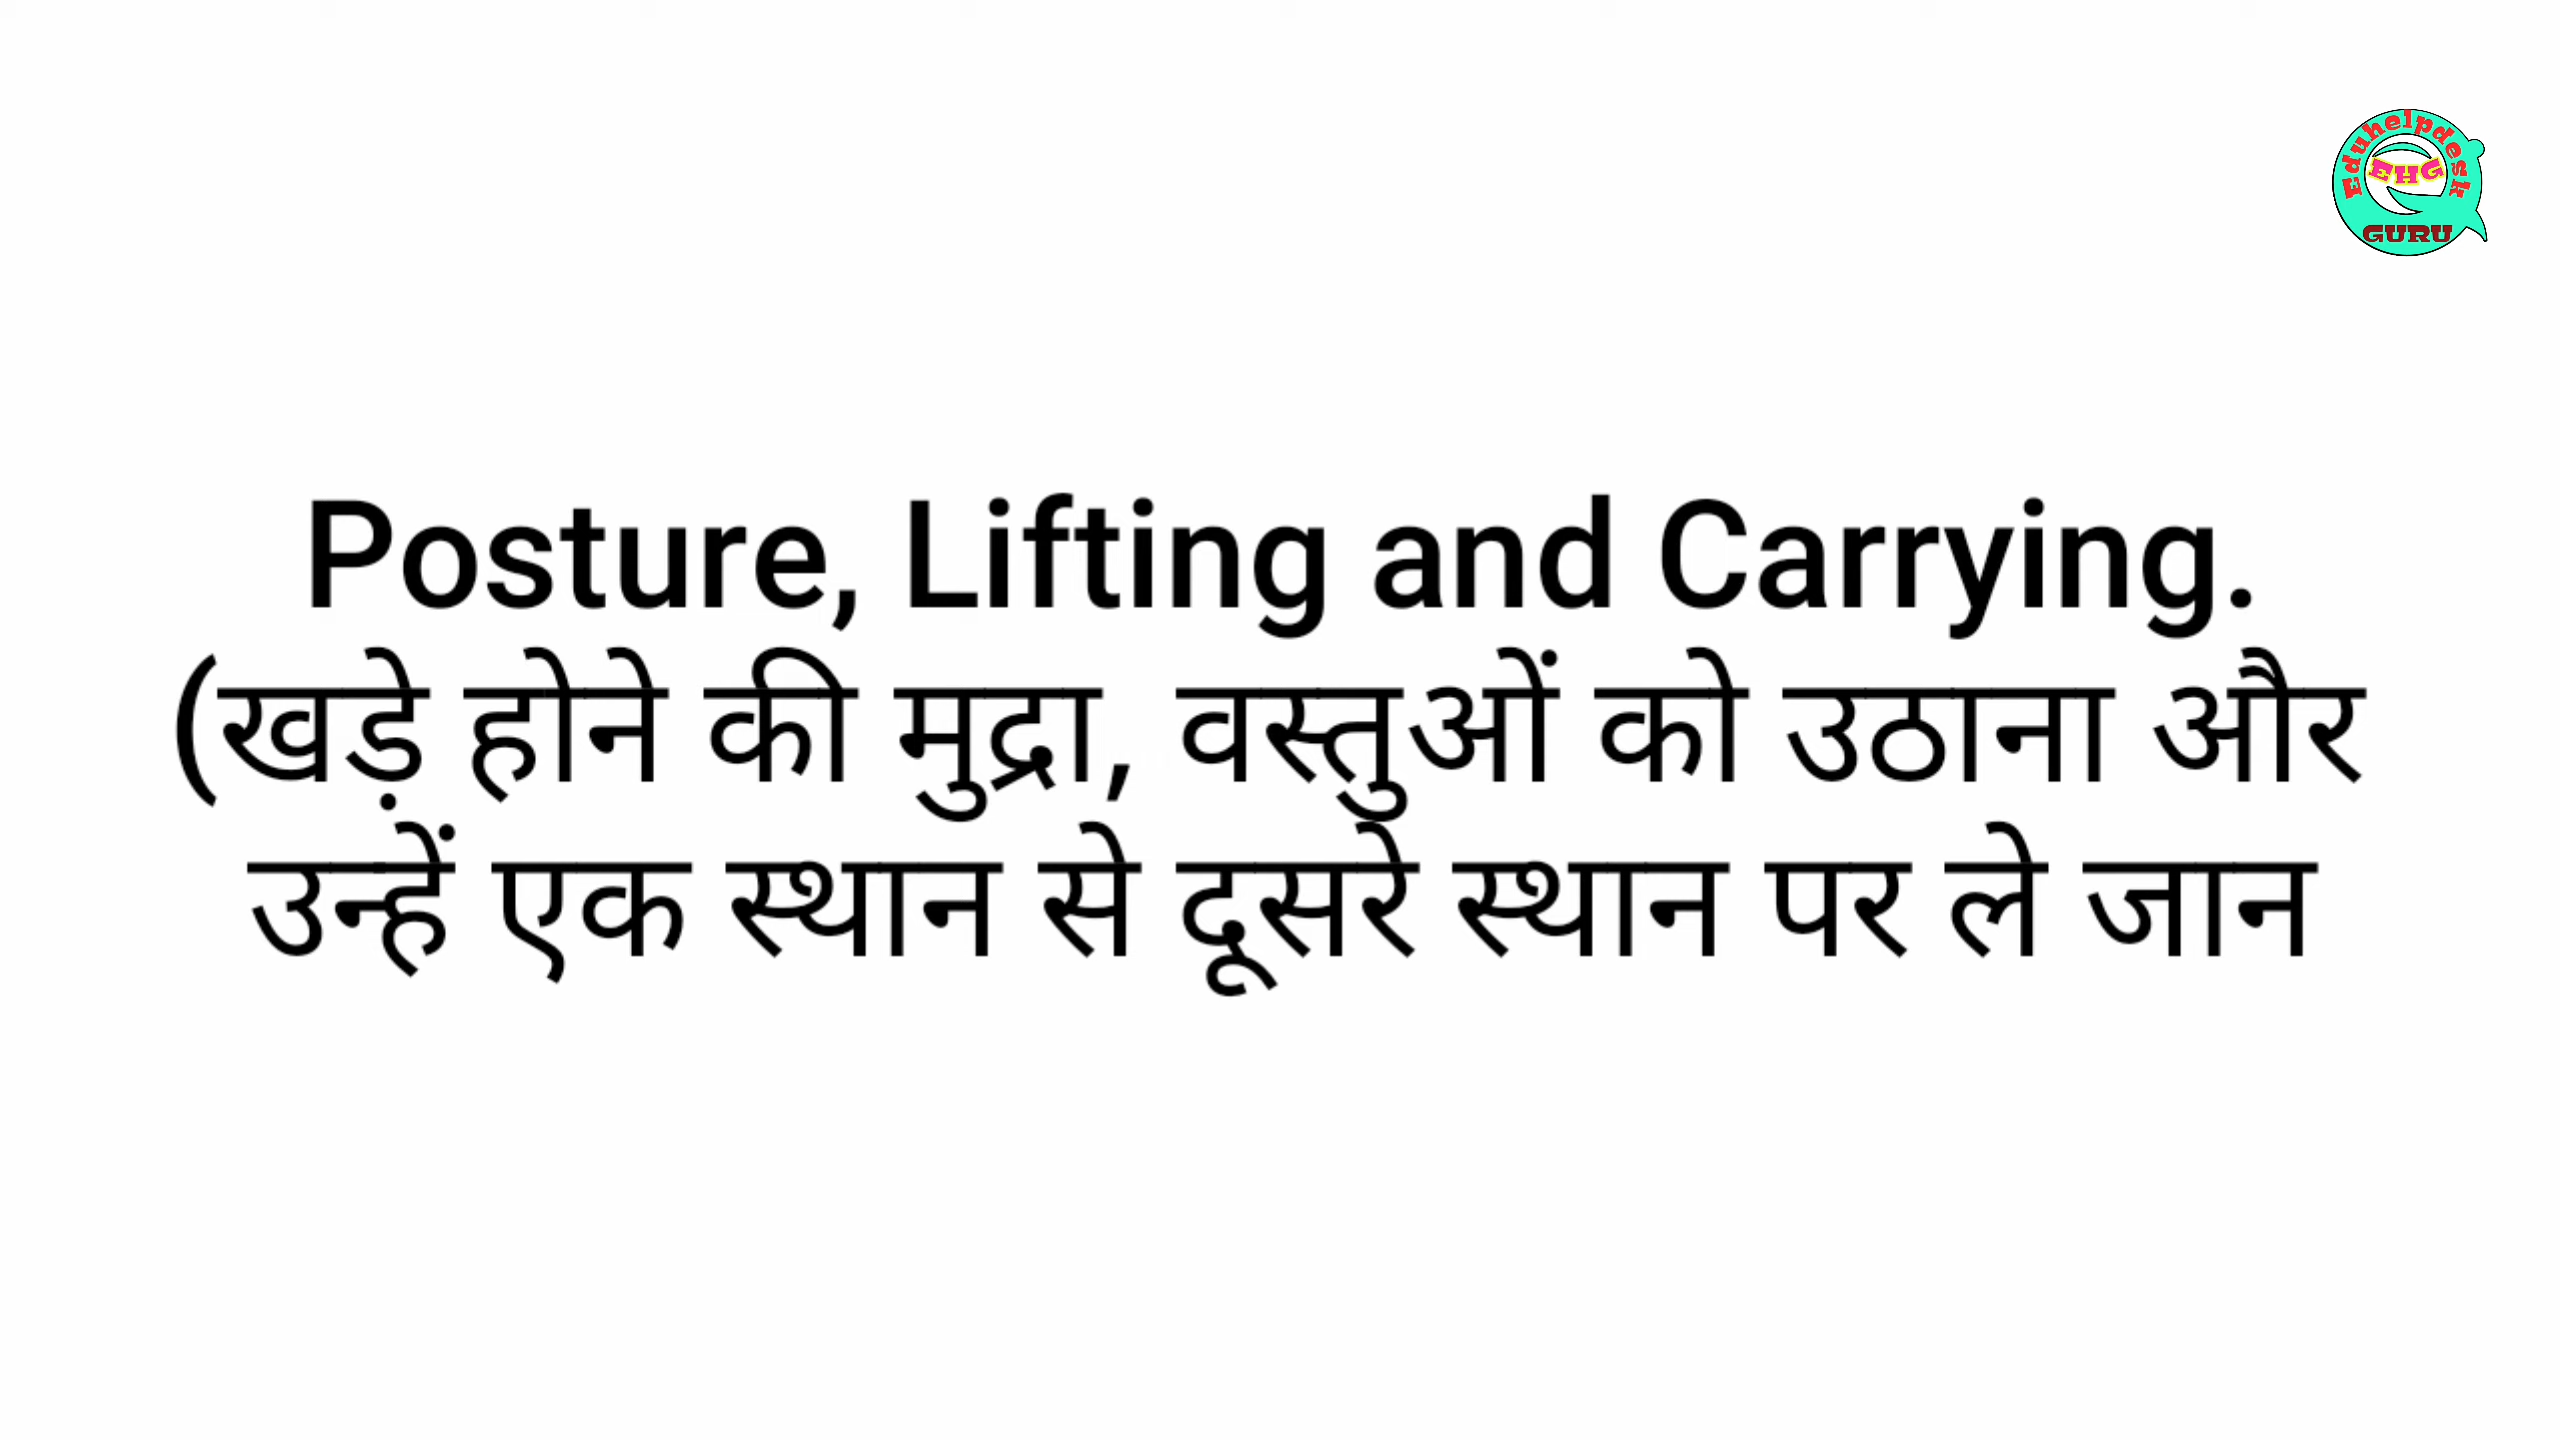 Eduhelpdesk
EHG
GURU
Posture, Lifting and Carrying.
(खड़े होने की मुद्रा, वस्तुओं को उठाना और
उन्हें एक स्थान से दूसरे स्थान पर ले जान